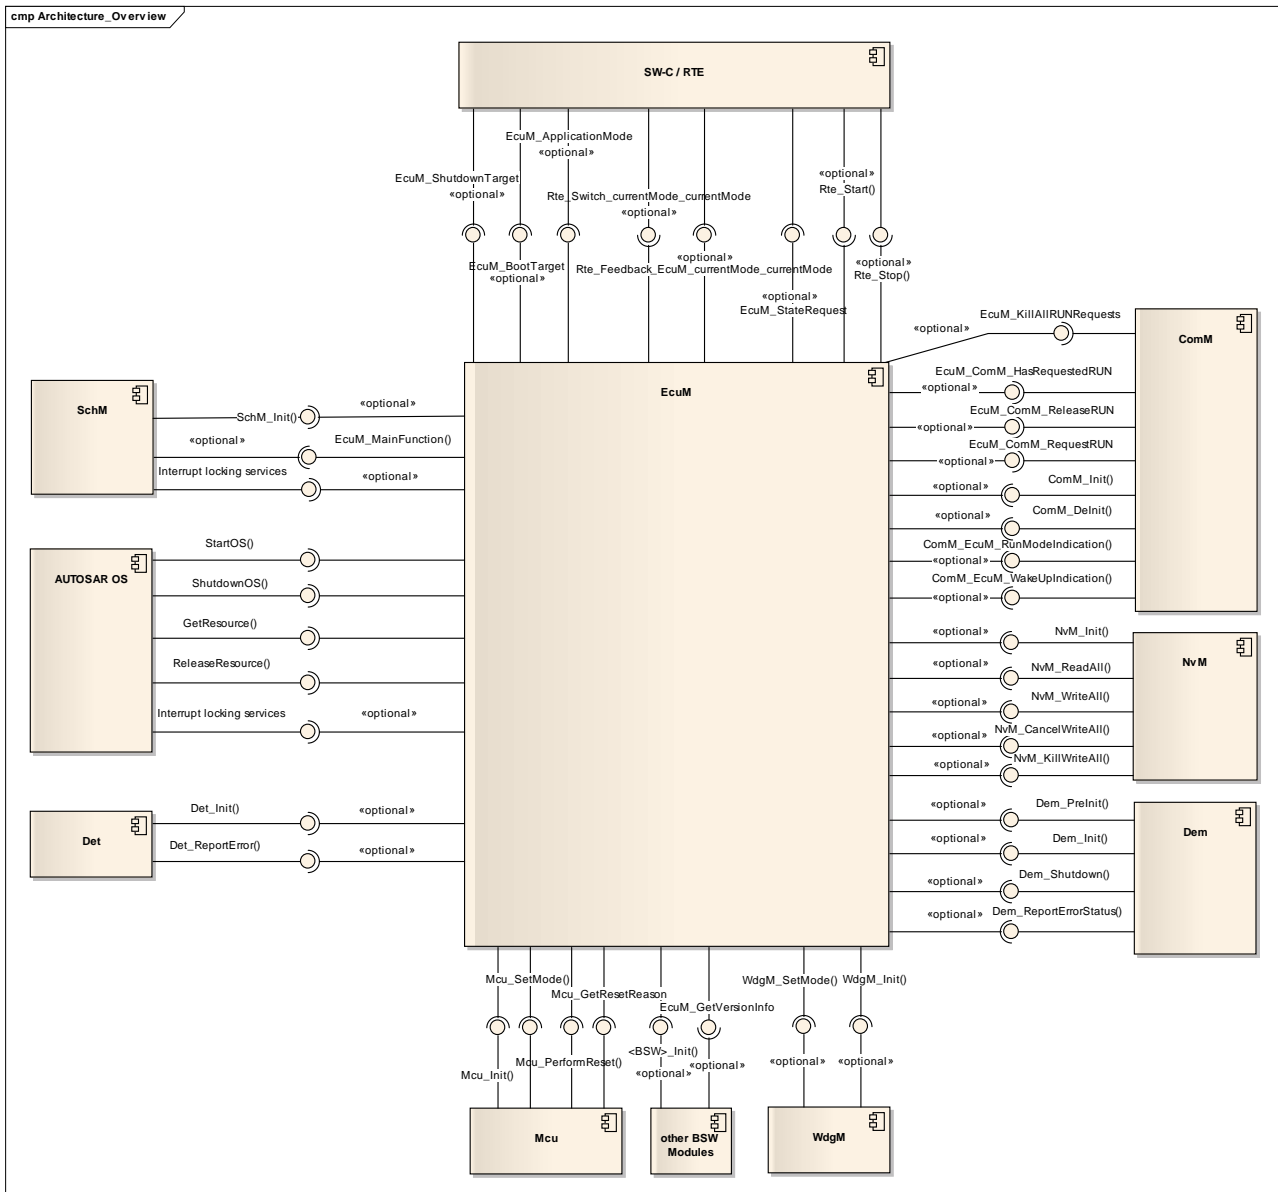 cmp Architecture_Overview
SW-C / RTE
EcuM_ApplicationMode
«optional»
EcuM_ShutdownTarget
«optional»
«optional»
Rte_Start()
Rte_Switch_currentMode_currentMode
«optional»
EcuM_BootTarget
«optional»
«optional»
Rte_Feedback_EcuM_currentMode_currentMode
«optional»
Rte_Stop()
«optional»
EcuM_StateRequest
EcuM_KillAllRUNRequests
«optional»
ComM
EcuM
EcuM_ComM_HasRequestedRUN
«optional»
EcuM_ComM_ReleaseRUN
«optional»
EcuM_ComM_RequestRUN
«optional»
ComM_Init()
«optional»
ComM_DeInit()
«optional»
ComM_EcuM_RunModeIndication()
«optional»
ComM_EcuM_WakeUpIndication()
«optional»
SchM
SchM_Init()
«optional»
«optional»
EcuM_MainFunction()
Interrupt locking services
«optional»
AUTOSAR OS
StartOS()
ShutdownOS()
GetResource()
ReleaseResource()
Interrupt locking services
«optional»
NvM
«optional»
NvM_Init()
«optional»
NvM_ReadAll()
«optional»
NvM_WriteAll()
«optional»
NvM_CancelWriteAll()
«optional»
NvM_KillWriteAll()
Det
Det_Init()
«optional»
Det_ReportError()
«optional»
Dem
«optional»
Dem_PreInit()
«optional»
Dem_Init()
«optional»
Dem_Shutdown()
«optional»
Dem_ReportErrorStatus()
Mcu_SetMode()
Mcu_GetResetReason
EcuM_GetVersionInfo
WdgM_SetMode()
WdgM_Init()
Mcu_Init()
Mcu_PerformReset()
<BSW>_Init()
«optional»
«optional»
«optional»
«optional»
Mcu
other BSW
Modules
WdgM